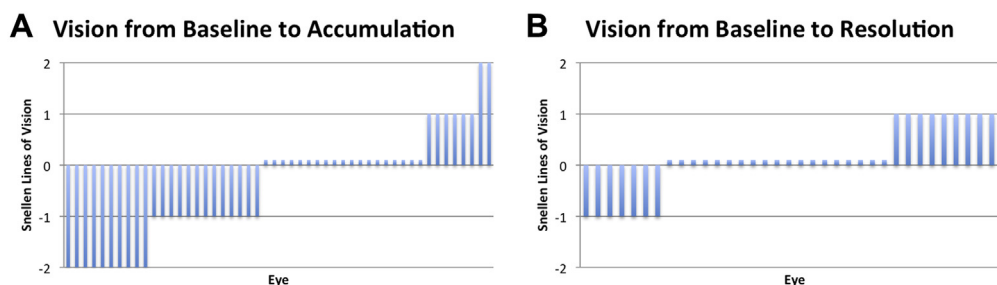 A Vision from Baseline to Accumulation
2
1
0
-1
-2
Snellen Lines of Vision
Eye
B Vision from Baseline to Resolution
2
1
0
-1
-2
Snellen Lines of Vision
Eye